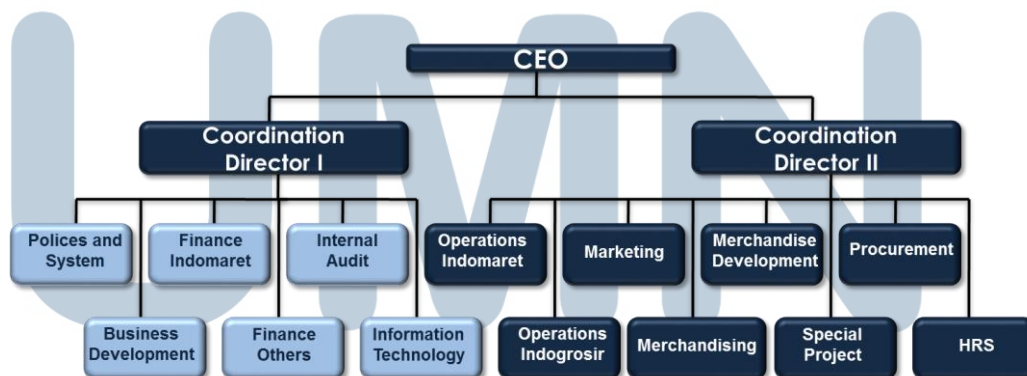 UMN
CEO
Coordination
Director I
Coordination
Director II
Polices and
System
Finance
Indomaret
Internal
Audit
Operations
Indomaret
Marketing
Merchandise
Development
Procurement
Business
Development
Finance
Others
Information
Technology
Operations
Indogrosir
Merchandising
Special
Project
HRS